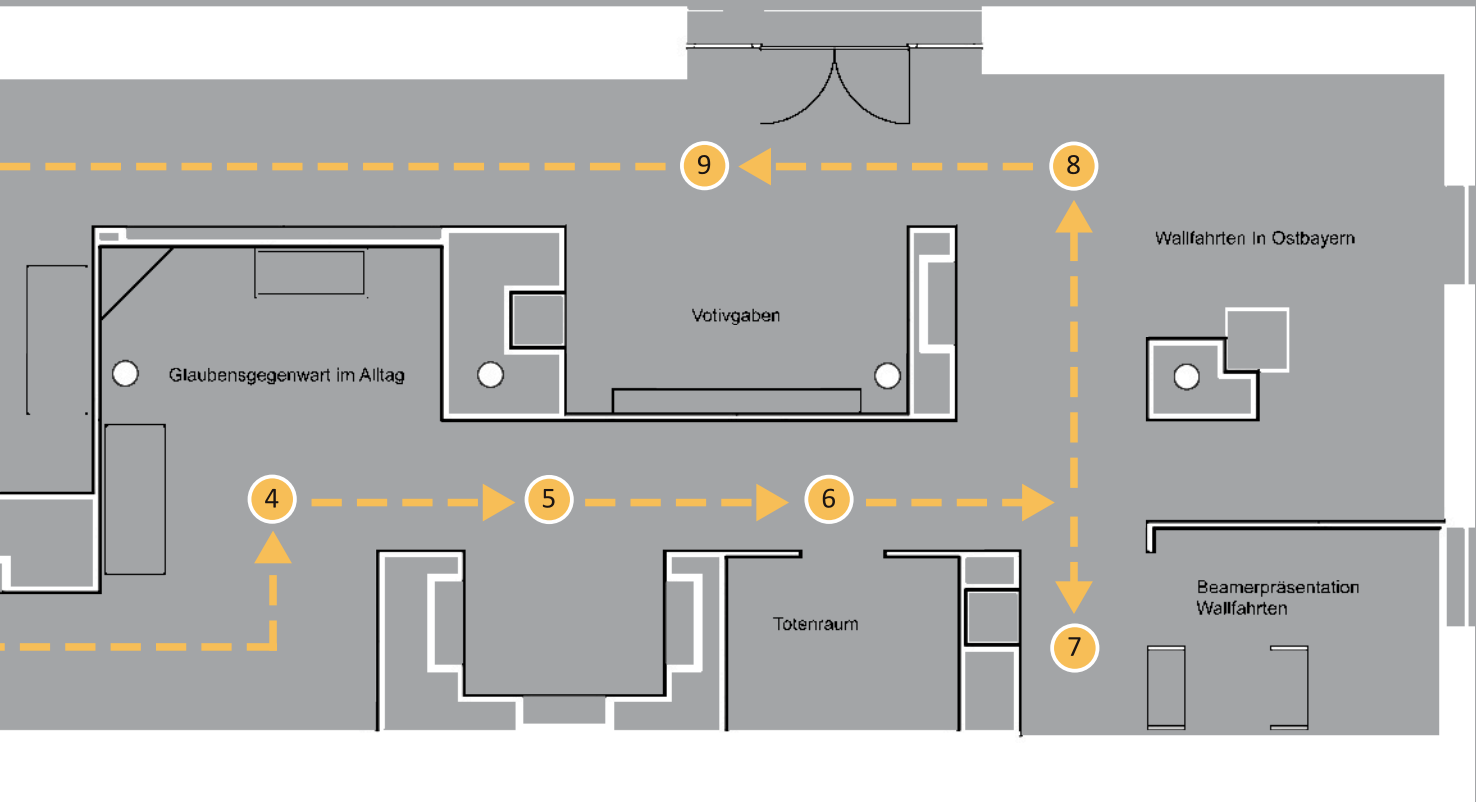 9
8
Wallfahrten In Ostbayern
Votivgaben
Glaubensgegenwart im Alltag
4
5
6
Beamerpräsentation
Wallfahrten
Totenraum
7